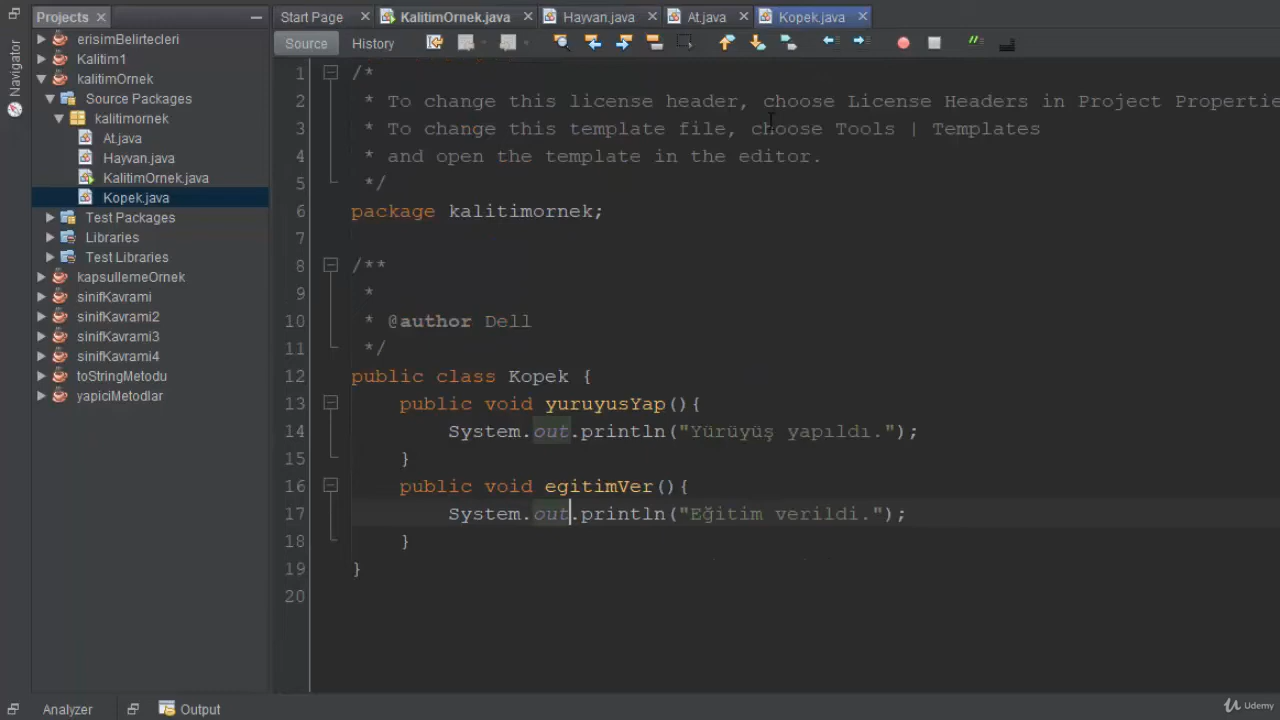 Projects
Start Page
KalitimOrnek.java
Hayvan.java
At.java
Kopek.java
Navigator
Source
History
erisimBelirtecleri
Kalitim1
kalitimOrnek
Source Packages
kalitimornek
At.java
Hayvan.java
KalitimOrnek.java
Kopek.java
Test Packages
Libraries
Test Libraries
kapsullemeOrnek
sinifKavrami
sinifKavrami2
sinifKavrami3
sinifKavrami4
toStringMetodu
yapiciMetodlar
1 /*
2 * To change this license header, choose License Headers in Project Propertie
3 * To change this template file, choose Tools | Templates
4 * and open the template in the editor.
5 */
6 package kalitimornek;
7
8 /**
9 *
10 * @author Dell
11 */
12 public class Kopek {
13 public void yuruyusYap(){
14 System.out.println("Yürüyüş yapıldı.");
15 }
16 public void egitimVer(){
17 System.out.println("Eğitim verildi.");
18 }
19 }
20
Analyzer
Output
Udemy